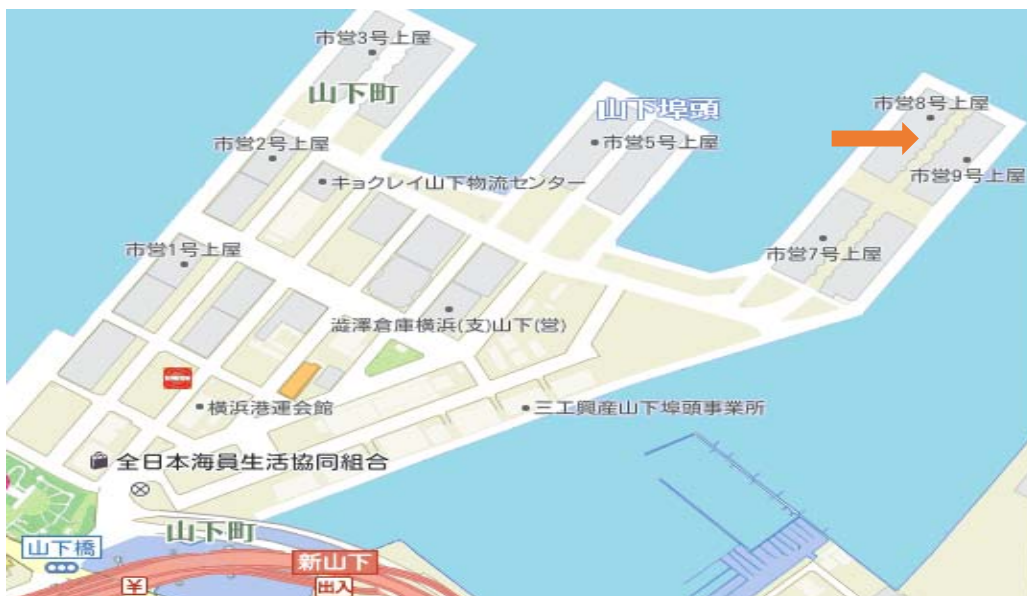 市営3号上屋
山下町
山下埠頭
市営8号上屋
市営2号上屋
市営5号上屋
キョクレイ山下物流センター
市営9号上屋
市営1号上屋
市営7号上屋
澁澤倉庫横浜(支)山下(営)
横浜港運会館
三工興産山下埠頭事業所
全日本海員生活協同組合
山下町
山下橋
新山下
¥
出入